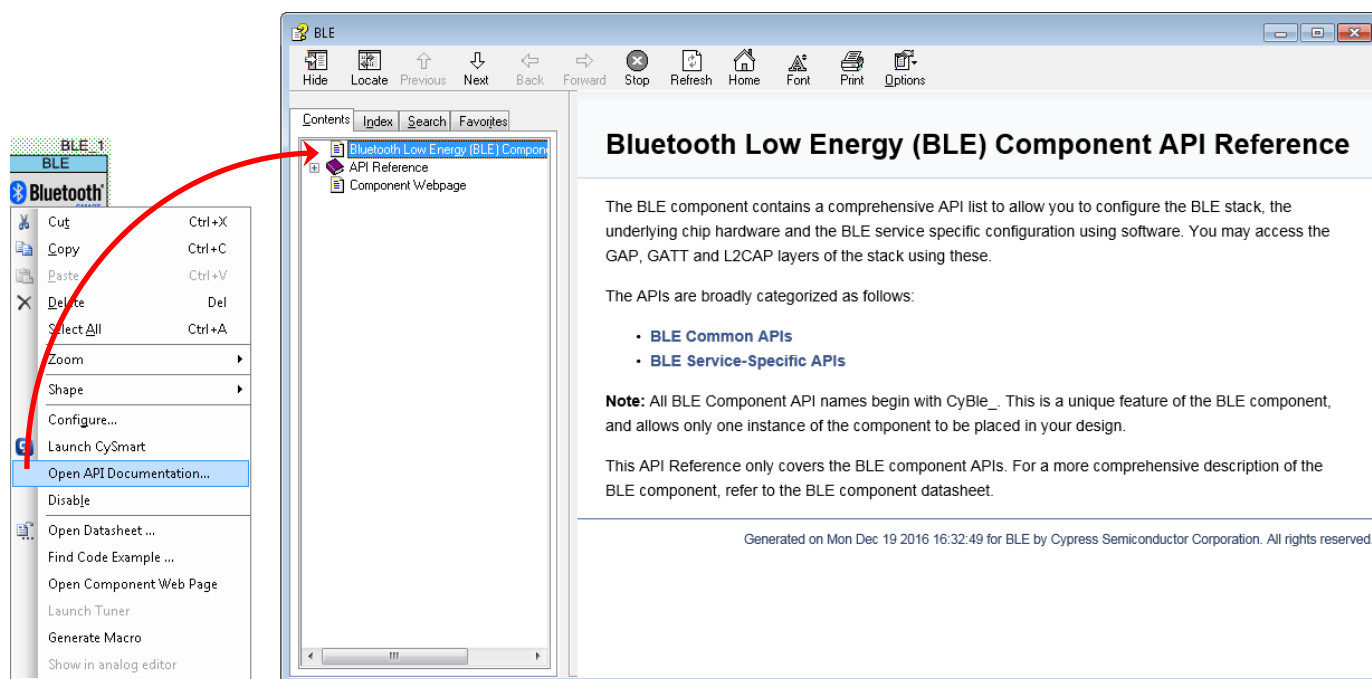 BLE_1
BLE
Bluetooth
SMART
Cut Ctrl+X
Copy Ctrl+C
Paste Ctrl+V
Delete Del
Select All Ctrl+A
Zoom
Shape
Configure...
Launch CySmart
Open API Documentation...
Disable
Open Datasheet ...
Find Code Example ...
Open Component Web Page
Launch Tuner
Generate Macro
Show in analog editor
BLE
Hide Locate Previous Next Back Forward Stop Refresh Home Font Print Options
Contents Index Search Favorites
Bluetooth Low Energy (BLE) Compone
API Reference
Component Webpage
Bluetooth Low Energy (BLE) Component API Reference
The BLE component contains a comprehensive API list to allow you to configure the BLE stack, the
underlying chip hardware and the BLE service specific configuration using software. You may access the
GAP, GATT and L2CAP layers of the stack using these.
The APIs are broadly categorized as follows:
• BLE Common APIs
• BLE Service-Specific APIs
Note: All BLE Component API names begin with CyBle_. This is a unique feature of the BLE component,
and allows only one instance of the component to be placed in your design.
This API Reference only covers the BLE component APIs. For a more comprehensive description of the
BLE component, refer to the BLE component datasheet.
Generated on Mon Dec 19 2016 16:32:49 for BLE by Cypress Semiconductor Corporation. All rights reserved.